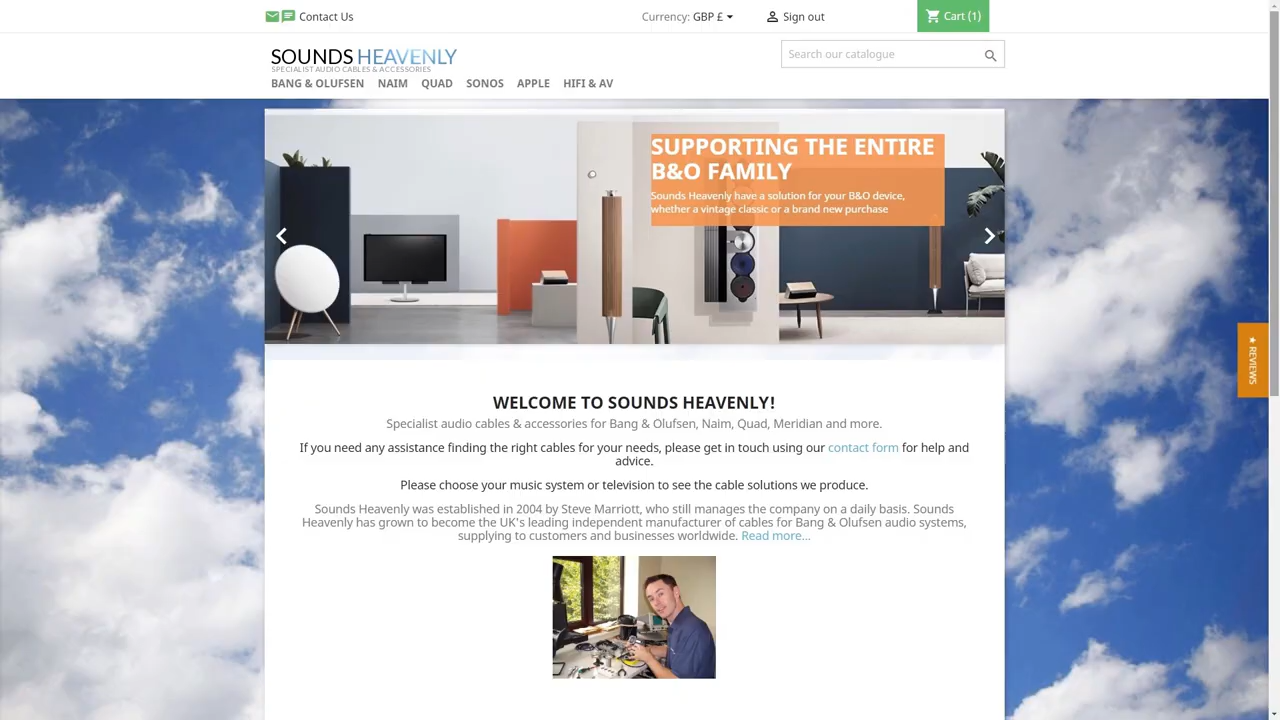 Contact Us
Currency: GBP £
Sign out
Cart (1)
SOUNDS HEAVENLY
SPECIALIST AUDIO CABLES & ACCESSORIES
Search our catalogue
BANG & OLUFSEN NAIM QUAD SONOS APPLE HIFI & AV
SUPPORTING THE ENTIRE
B&O FAMILY
Sounds Heavenly have a solution for your B&O device,
whether a vintage classic or a brand new purchase
★ REVIEWS
WELCOME TO SOUNDS HEAVENLY!
Specialist audio cables & accessories for Bang & Olufsen, Naim, Quad, Meridian and more.
If you need any assistance finding the right cables for your needs, please get in touch using our contact form for help and
advice.
Please choose your music system or television to see the cable solutions we produce.
Sounds Heavenly was established in 2004 by Steve Marriott, who still manages the company on a daily basis. Sounds
Heavenly has grown to become the UK's leading independent manufacturer of cables for Bang & Olufsen audio systems,
supplying to customers and businesses worldwide. Read more...